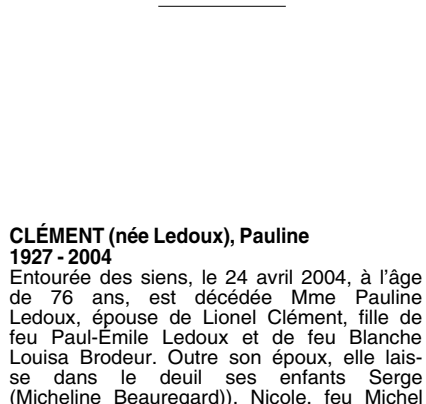 CLÉMENT (née Ledoux), Pauline
1927 - 2004
Entourée des siens, le 24 avril 2004, à l'âge
de 76 ans, est décédée Mme Pauline
Ledoux, épouse de Lionel Clément, fille de
feu Paul-Émile Ledoux et de feu Blanche
Louisa Brodeur. Outre son époux, elle lais-
se dans le deuil ses enfants Serge
(Micheline Beauregard)), Nicole, feu Michel